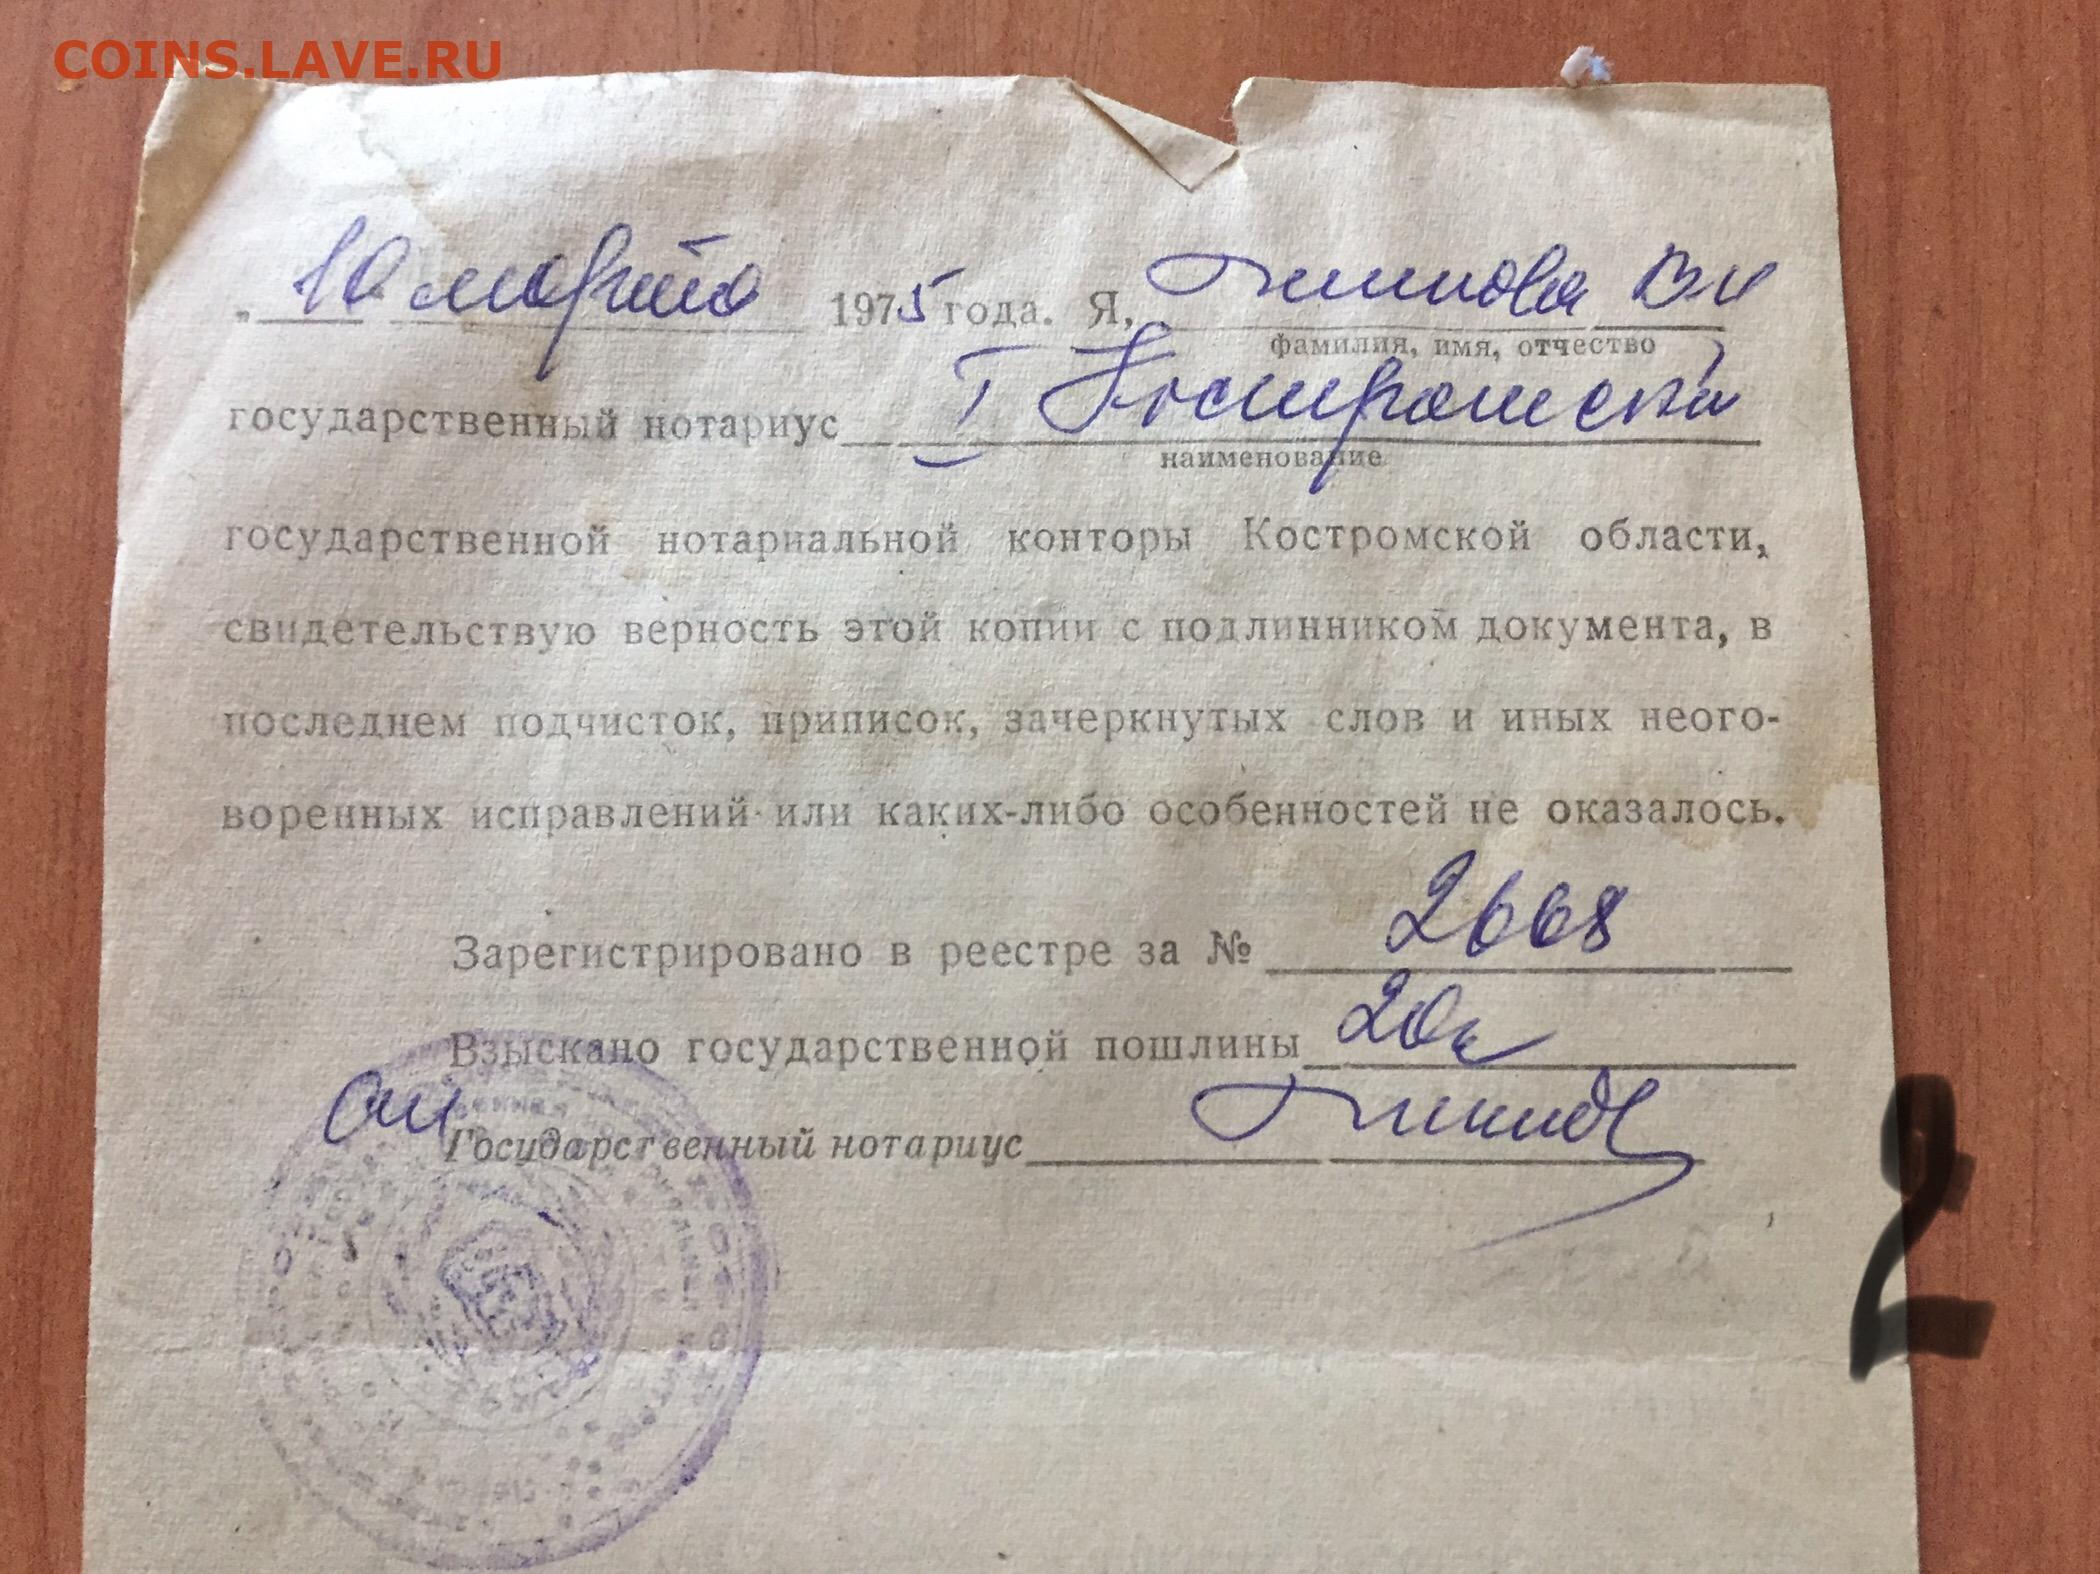 COINS.LAVE.RU
„ 10 марта 1975 года. Я, В И
фамилия, имя, отчество
государственный нотариус I Костромской
наименование
государственной нотариальной конторы Костромской области,
свидетельствую верность этой копии с подлинником документа, в
последнем подчисток, приписок, зачеркнутых слов и иных неого-
воренных исправлений или каких-либо особенностей не оказалось.
Зарегистрировано в реестре за № 2668
Взыскано государственной пошлины 20к
Государственный нотариус
2